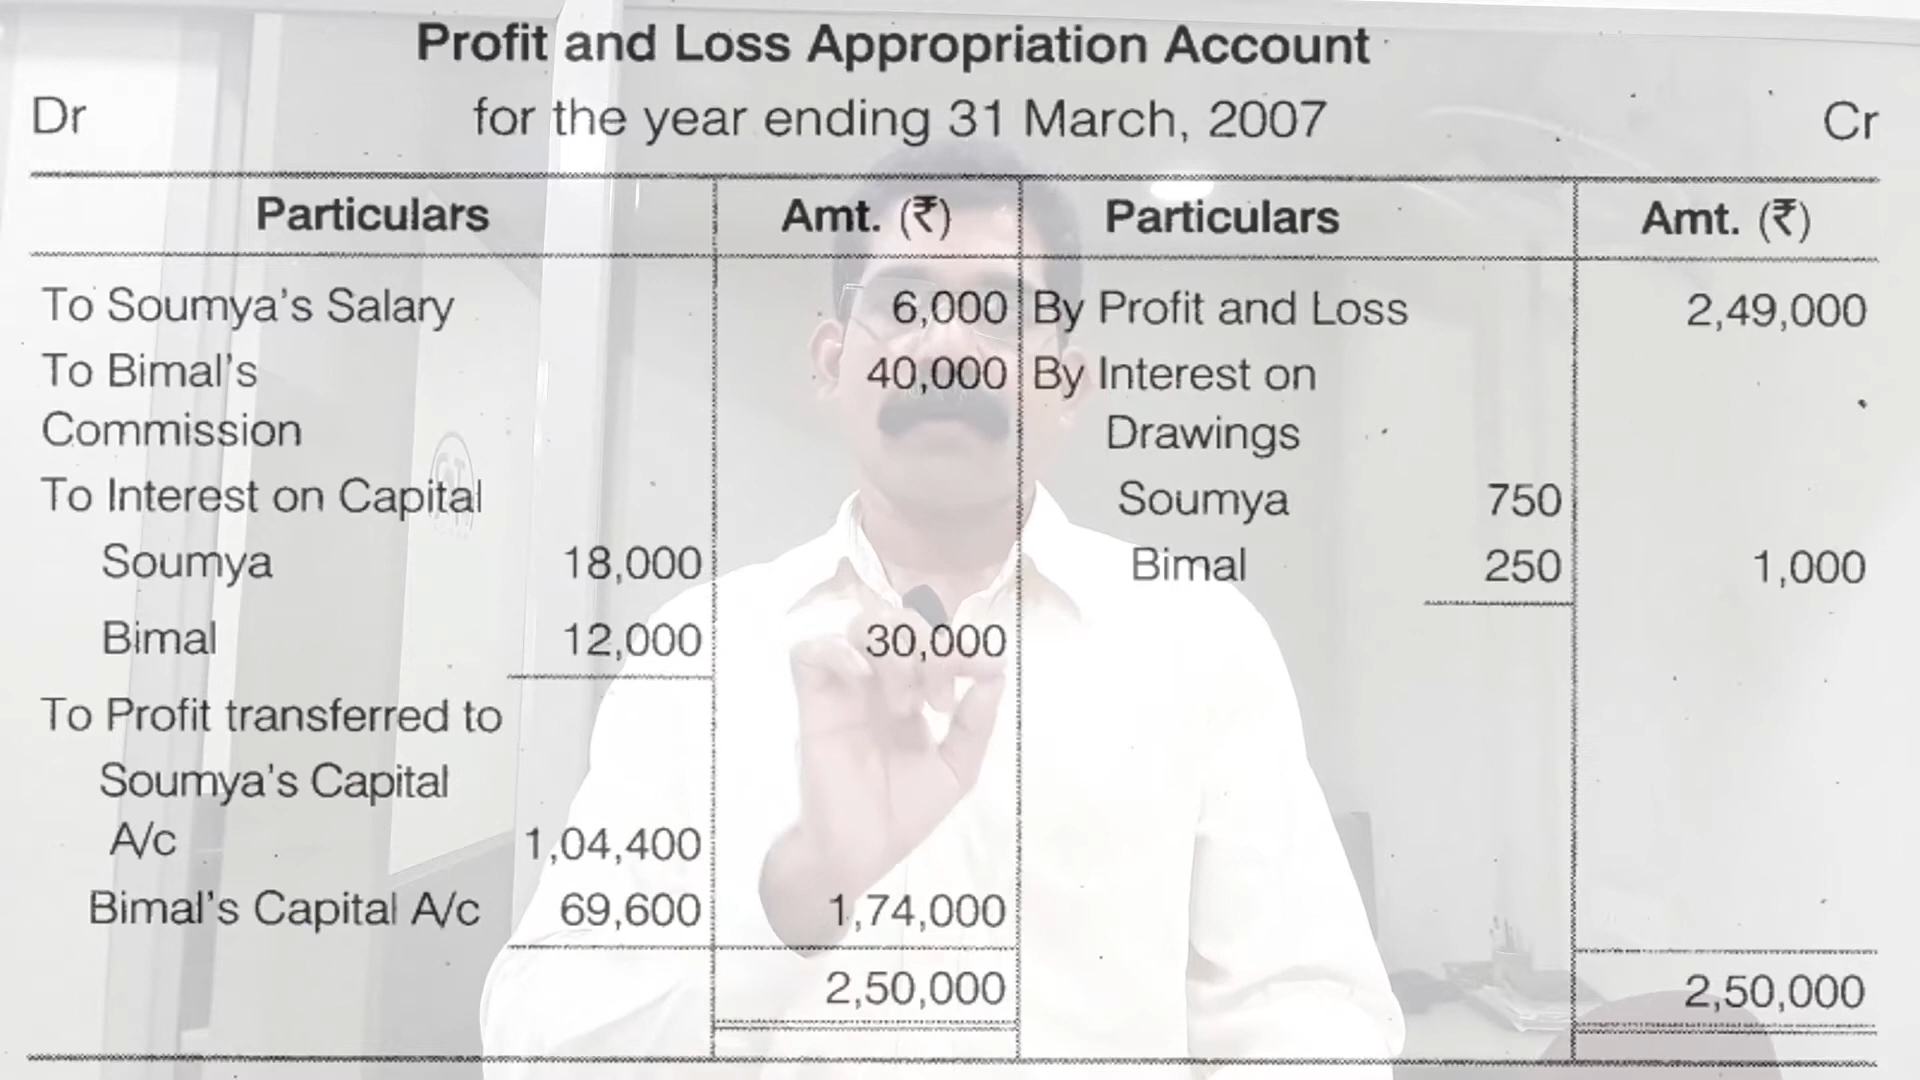 Profit and Loss Appropriation Account
Dr for the year ending 31 March, 2007 Cr
Particulars Amt. (₹) Particulars Amt. (₹)
To Soumya's Salary 6,000 By Profit and Loss 2,49,000
To Bimal's 40,000 By Interest on
Commission Drawings
To Interest on Capital Soumya 750
Soumya 18,000 Bimal 250 1,000
Bimal 12,000 30,000
To Profit transferred to
Soumya's Capital
A/c 1,04,400
Bimal's Capital A/c 69,600 1,74,000
2,50,000 2,50,000